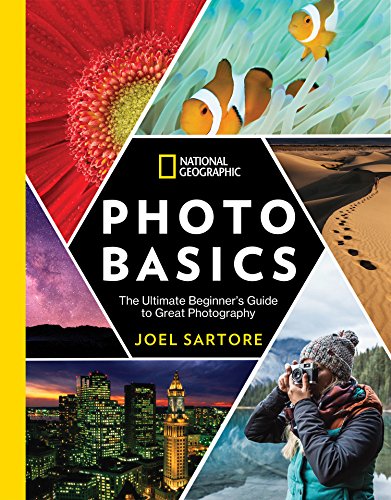 NATIONAL
GEOGRAPHIC
PHOTO
BASICS
The Ultimate Beginner's Guide
to Great Photography
JOEL SARTORE